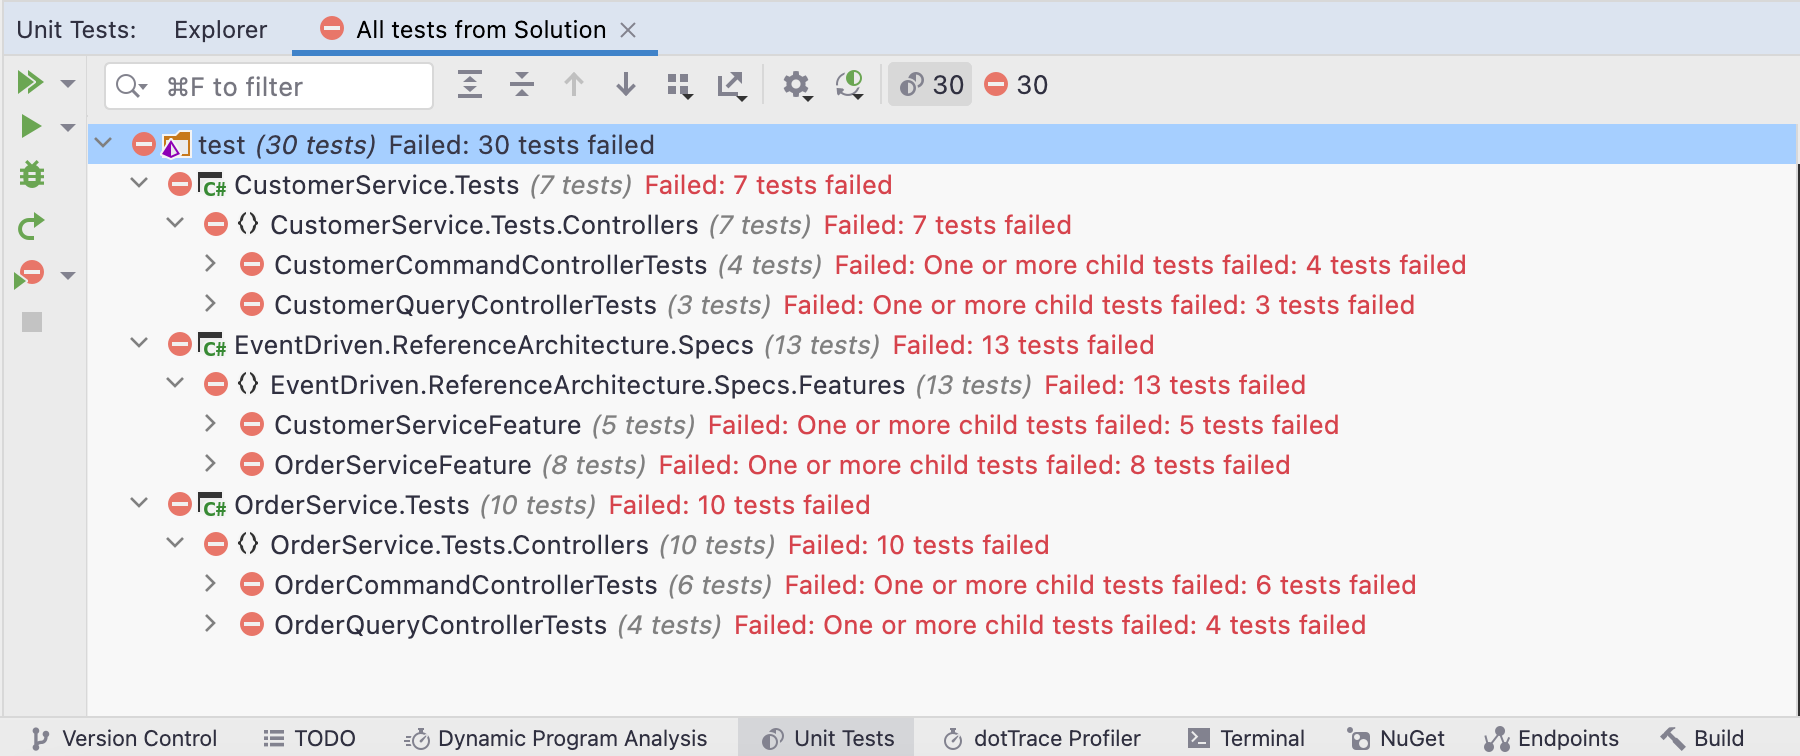 Unit Tests: Explorer All tests from Solution
⌘F to filter 30 30
test (30 tests) Failed: 30 tests failed
C# CustomerService.Tests (7 tests) Failed: 7 tests failed
{} CustomerService.Tests.Controllers (7 tests) Failed: 7 tests failed
CustomerCommandControllerTests (4 tests) Failed: One or more child tests failed: 4 tests failed
CustomerQueryControllerTests (3 tests) Failed: One or more child tests failed: 3 tests failed
C# EventDriven.ReferenceArchitecture.Specs (13 tests) Failed: 13 tests failed
{} EventDriven.ReferenceArchitecture.Specs.Features (13 tests) Failed: 13 tests failed
CustomerServiceFeature (5 tests) Failed: One or more child tests failed: 5 tests failed
OrderServiceFeature (8 tests) Failed: One or more child tests failed: 8 tests failed
C# OrderService.Tests (10 tests) Failed: 10 tests failed
{} OrderService.Tests.Controllers (10 tests) Failed: 10 tests failed
OrderCommandControllerTests (6 tests) Failed: One or more child tests failed: 6 tests failed
OrderQueryControllerTests (4 tests) Failed: One or more child tests failed: 4 tests failed
Version Control TODO Dynamic Program Analysis Unit Tests dotTrace Profiler Terminal NuGet Endpoints Build